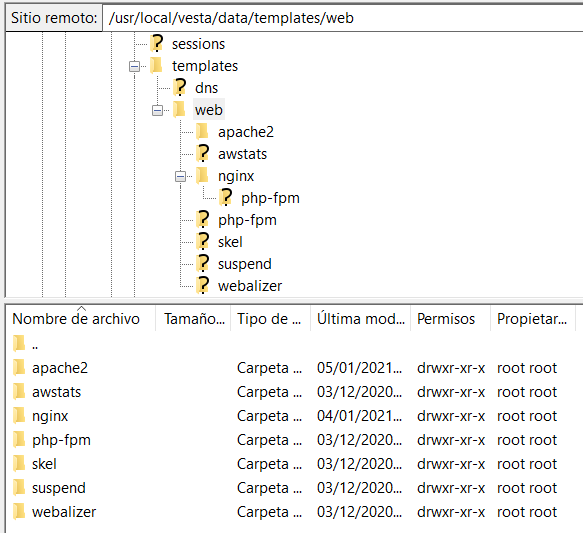 Sitio remoto: /usr/local/vesta/data/templates/web
sessions
templates
dns
web
apache2
awstats
nginx
php-fpm
php-fpm
skel
suspend
webalizer
Nombre de archivo Tamaño... Tipo de ... Última mod... Permisos Propietar...
..
apache2 Carpeta ... 05/01/2021... drwxr-xr-x root root
awstats Carpeta ... 03/12/2020... drwxr-xr-x root root
nginx Carpeta ... 04/01/2021... drwxr-xr-x root root
php-fpm Carpeta ... 03/12/2020... drwxr-xr-x root root
skel Carpeta ... 03/12/2020... drwxr-xr-x root root
suspend Carpeta ... 03/12/2020... drwxr-xr-x root root
webalizer Carpeta ... 03/12/2020... drwxr-xr-x root root